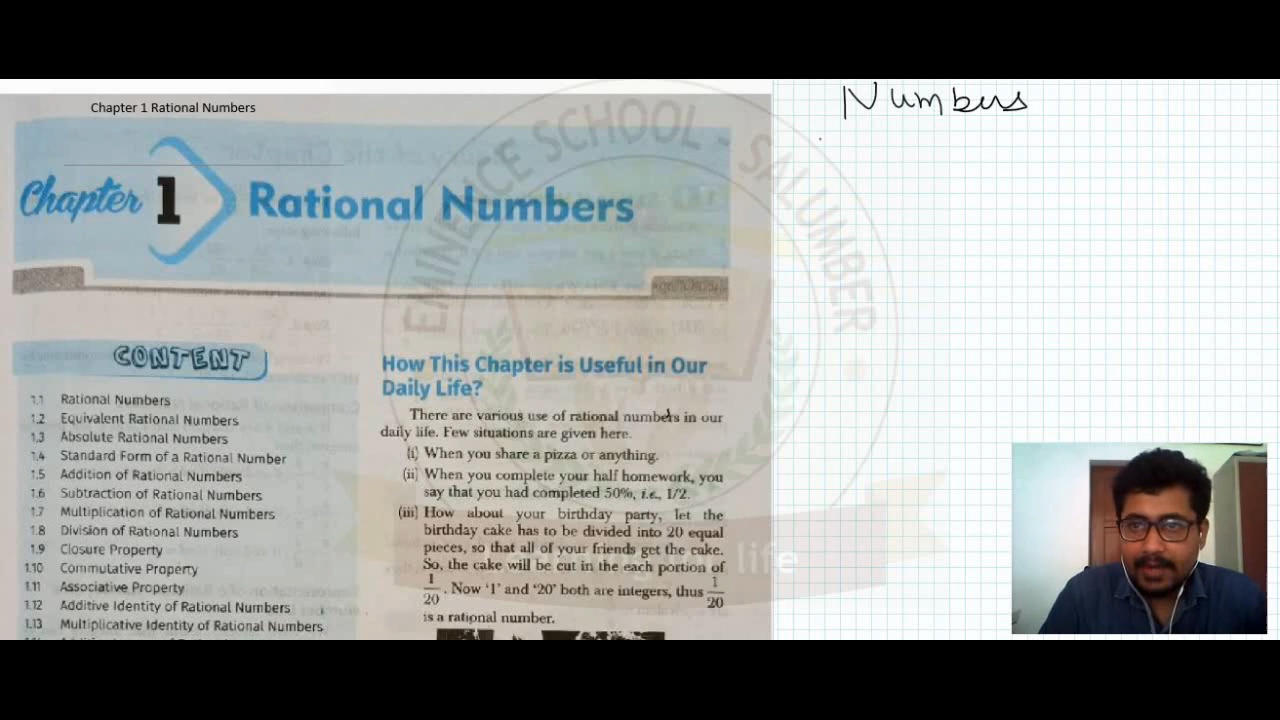 Chapter 1 Rational Numbers
Numbers
Chapter 1 Rational Numbers
EMINENCE SCHOOL - SALUMBER
CONTENT
1.1 Rational Numbers
1.2 Equivalent Rational Numbers
1.3 Absolute Rational Numbers
1.4 Standard Form of a Rational Number
1.5 Addition of Rational Numbers
1.6 Subtraction of Rational Numbers
1.7 Multiplication of Rational Numbers
1.8 Division of Rational Numbers
1.9 Closure Property
1.10 Commutative Property
1.11 Associative Property
1.12 Additive Identity of Rational Numbers
1.13 Multiplicative Identity of Rational Numbers
How This Chapter is Useful in Our
Daily Life?
There are various use of rational numbers in our
daily life. Few situations are given here.
(i) When you share a pizza or anything.
(ii) When you complete your half homework, you
say that you had completed 50%, i.e., 1/2.
(iii) How about your birthday party, let the
birthday cake has to be divided into 20 equal
pieces, so that all of your friends get the cake.
So, the cake will be cut in the each portion of
1/20. Now '1' and '20' both are integers, thus 1/20
is a rational number.
life